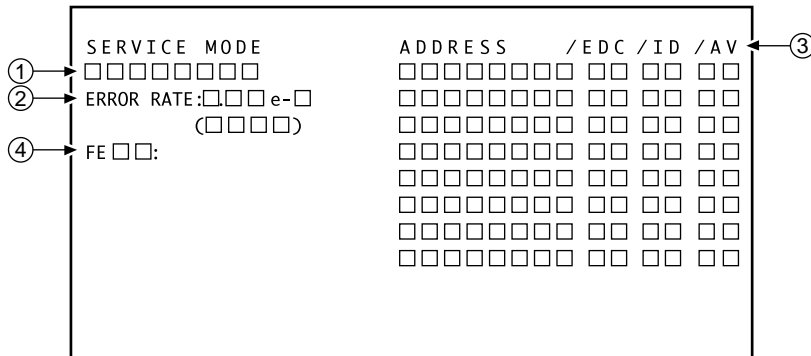 SERVICE MODE ADDRESS /EDC /ID /AV ③
① □□□□□□□□ □□□□□□□□ □□ □□ □□
② ERROR RATE:□.□□e-□ □□□□□□□□ □□ □□ □□
(□□□□) □□□□□□□□ □□ □□ □□
④ FE□□: □□□□□□□□ □□ □□ □□
□□□□□□□□ □□ □□ □□
□□□□□□□□ □□ □□ □□
□□□□□□□□ □□ □□ □□
□□□□□□□□ □□ □□ □□